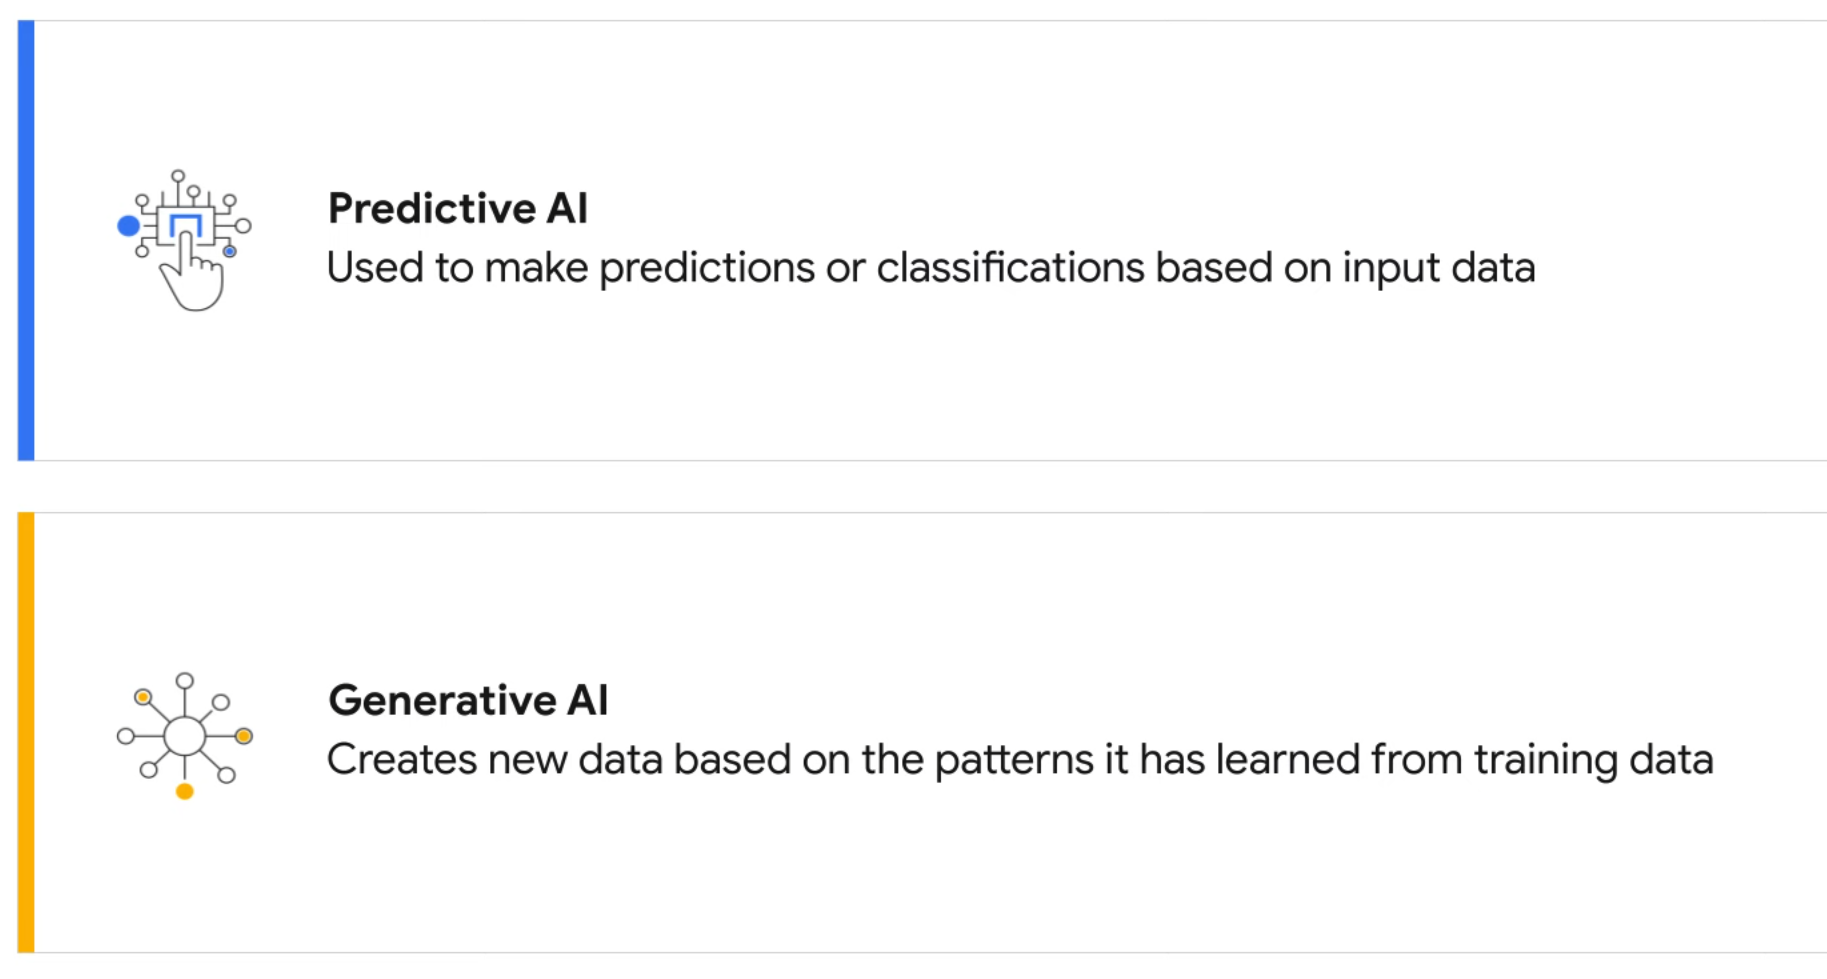 Predictive AI
Used to make predictions or classifications based on input data
Generative AI
Creates new data based on the patterns it has learned from training data